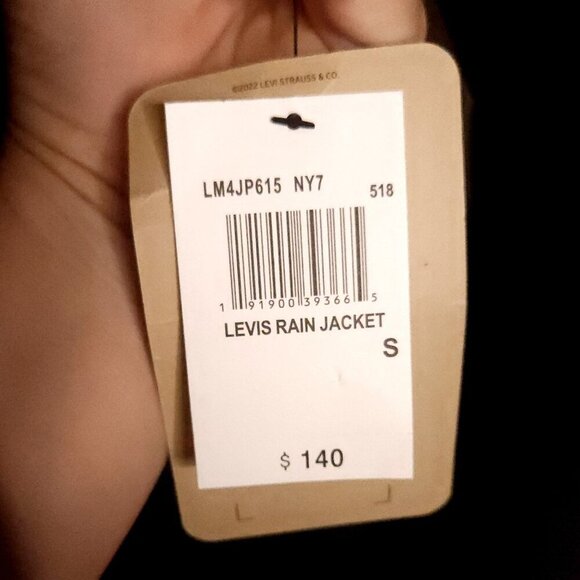 ©2022 LEVI STRAUSS & CO.
LM4JP615 NY7 518
1 91900 39366 5
LEVIS RAIN JACKET
S
$ 140